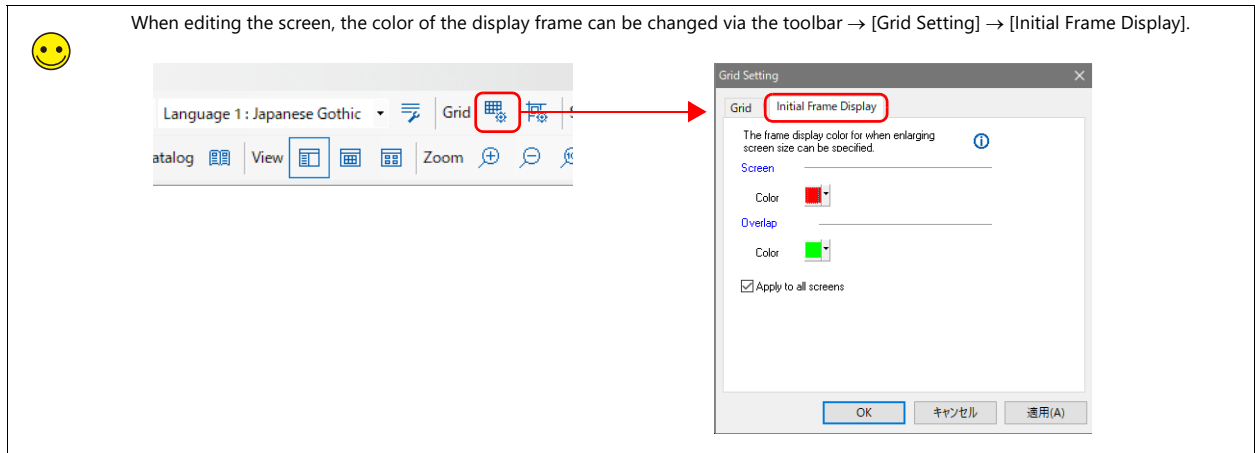 When editing the screen, the color of the display frame can be changed via the toolbar → [Grid Setting] → [Initial Frame Display].
Language 1 : Japanese Gothic
Grid
atalog
View
Zoom
Grid Setting
Grid
Initial Frame Display
The frame display color for when enlarging
screen size can be specified.
Screen
Color
Overlap
Color
Apply to all screens
OK
キャンセル
適用(A)